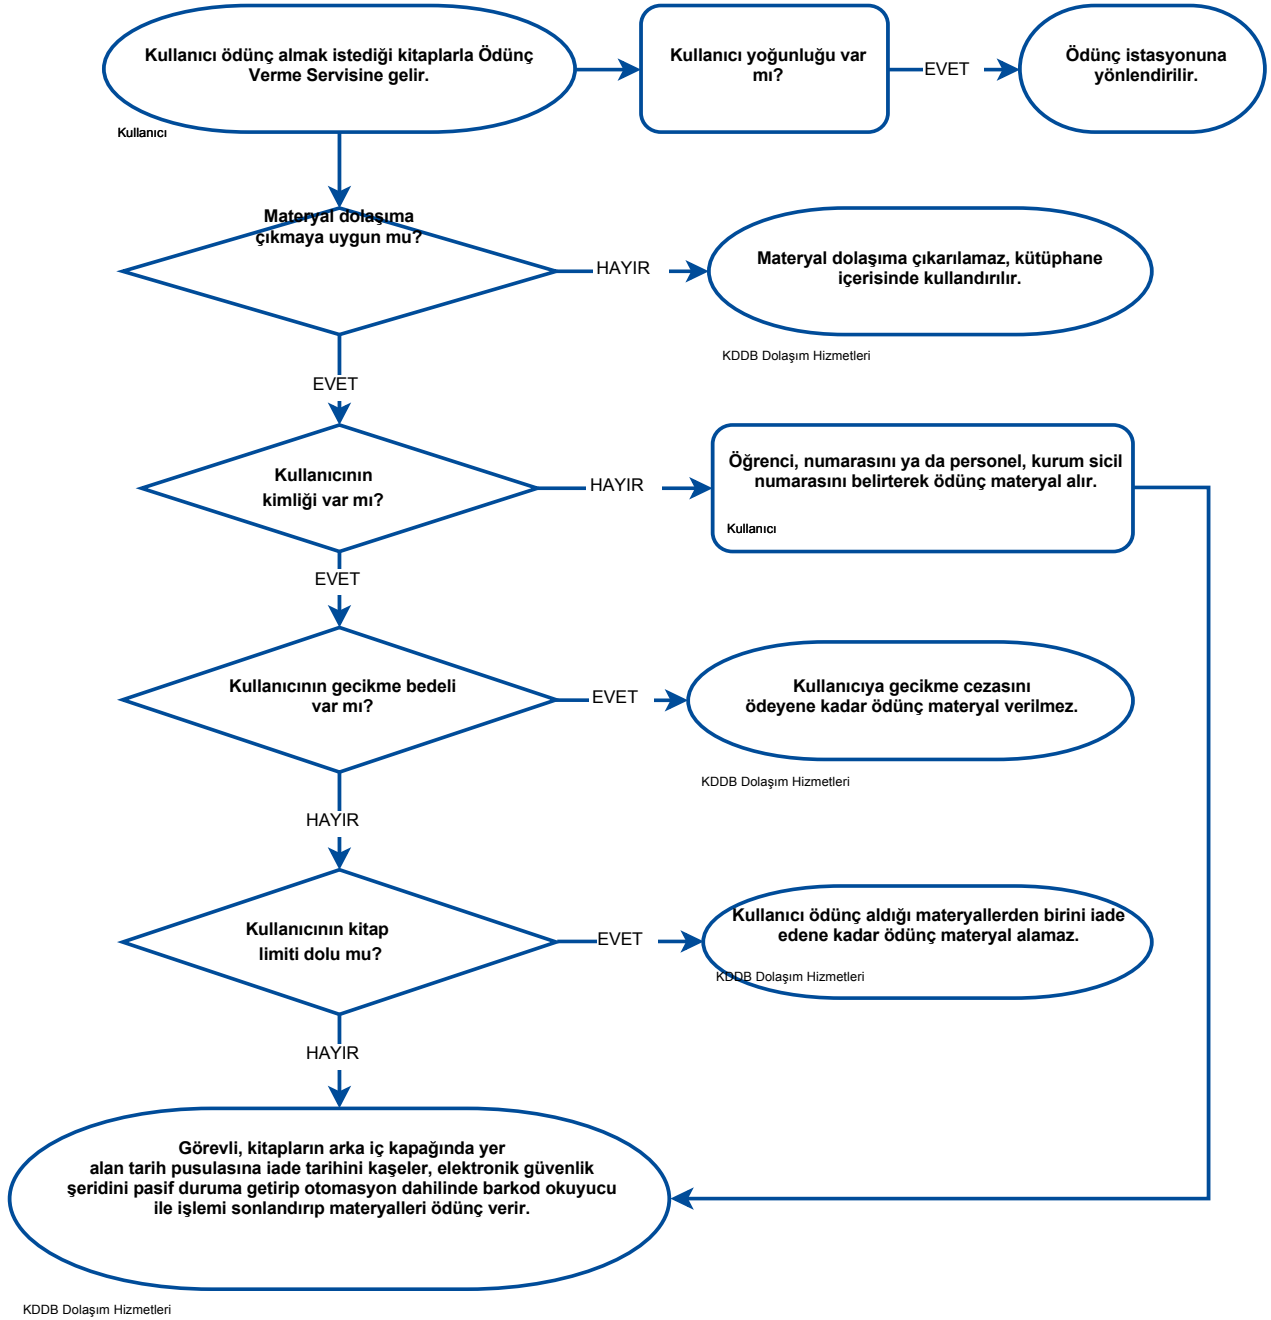 Kullanıcı ödünç almak istediği kitaplarla Ödünç
Verme Servisine gelir.
Kullanıcı
Kullanıcı yoğunluğu var
mı?
EVET
Ödünç istasyonuna
yönlendirilir.
Materyal dolaşıma
çıkmaya uygun mu?
HAYIR
Materyal dolaşıma çıkarılamaz, kütüphane
içerisinde kullandırılır.
KDDB Dolaşım Hizmetleri
EVET
Kullanıcının
kimliği var mı?
HAYIR
Öğrenci, numarasını ya da personel, kurum sicil
numarasını belirterek ödünç materyal alır.
Kullanıcı
EVET
Kullanıcının gecikme bedeli
var mı?
EVET
Kullanıcıya gecikme cezasını
ödeyene kadar ödünç materyal verilmez.
KDDB Dolaşım Hizmetleri
HAYIR
Kullanıcının kitap
limiti dolu mu?
EVET
Kullanıcı ödünç aldığı materyallerden birini iade
edene kadar ödünç materyal alamaz.
KDDB Dolaşım Hizmetleri
HAYIR
Görevli, kitapların arka iç kapağında yer
alan tarih pusulasına iade tarihini kaşeler, elektronik güvenlik
şeridini pasif duruma getirip otomasyon dahilinde barkod okuyucu
ile işlemi sonlandırıp materyalleri ödünç verir.
KDDB Dolaşım Hizmetleri